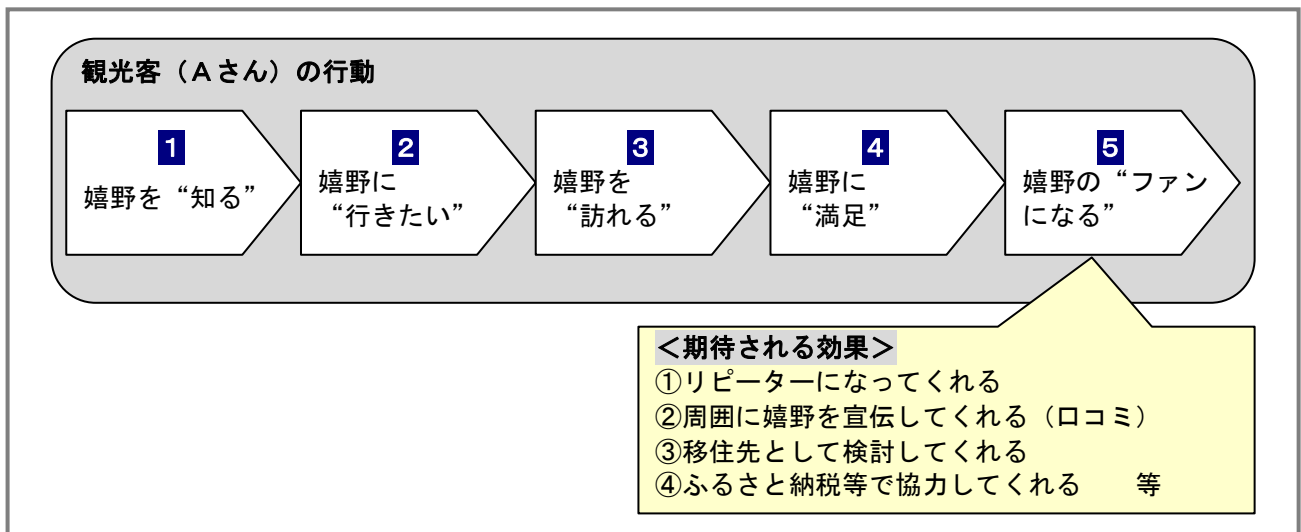 観光客（Ａさん）の行動
1
嬉野を“知る”
2
嬉野に
“行きたい”
3
嬉野を
“訪れる”
4
嬉野に
“満足”
5
嬉野の“ファン
になる”
＜期待される効果＞
①リピーターになってくれる
②周囲に嬉野を宣伝してくれる（口コミ）
③移住先として検討してくれる
④ふるさと納税等で協力してくれる　　等